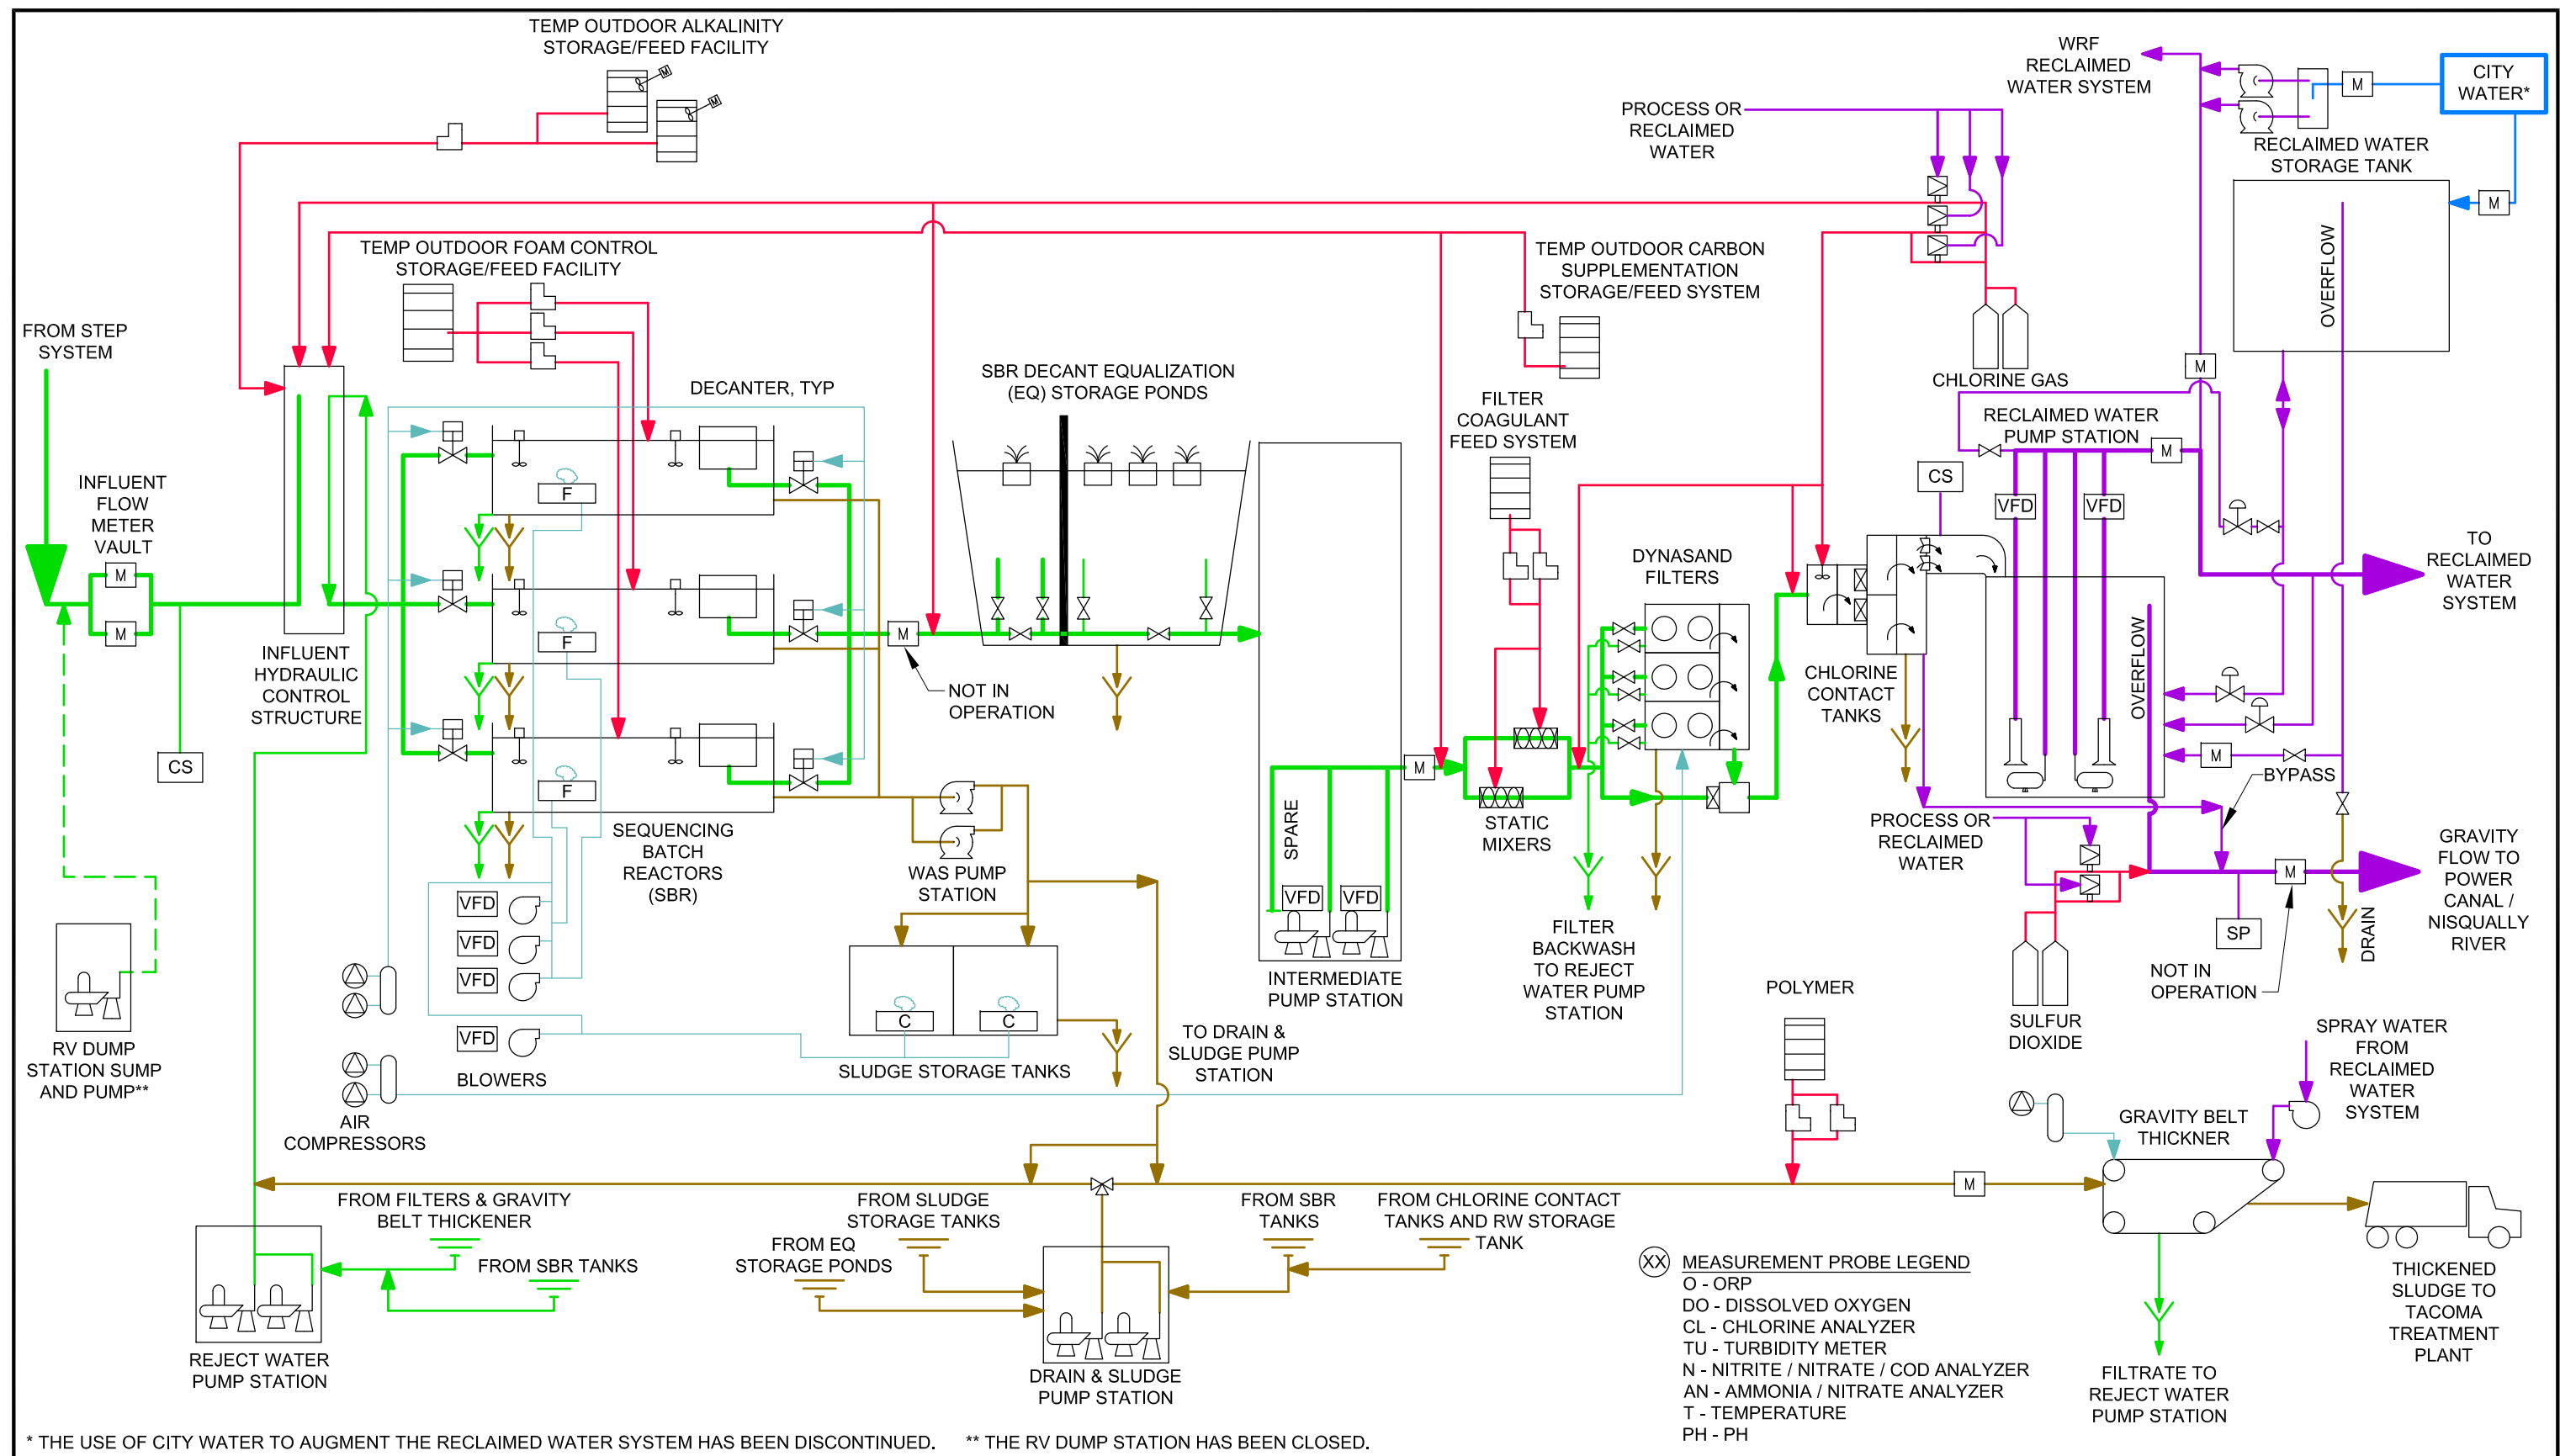 TEMP OUTDOOR ALKALINITY
STORAGE/FEED FACILITY
M
M
WRF
RECLAIMED
WATER SYSTEM
M
CITY
WATER*
PROCESS OR
RECLAIMED
WATER
RECLAIMED WATER
STORAGE TANK
M
OVERFLOW
TEMP OUTDOOR FOAM CONTROL
STORAGE/FEED FACILITY
TEMP OUTDOOR CARBON
SUPPLEMENTATION
STORAGE/FEED SYSTEM
FROM STEP
SYSTEM
DECANTER, TYP
SBR DECANT EQUALIZATION
(EQ) STORAGE PONDS
CHLORINE GAS
M
FILTER
COAGULANT
FEED SYSTEM
RECLAIMED WATER
PUMP STATION
M
INFLUENT
FLOW
METER
VAULT
M
M
F
F
F
CS
VFD
VFD
TO
RECLAIMED
WATER
SYSTEM
DYNASAND
FILTERS
INFLUENT
HYDRAULIC
CONTROL
STRUCTURE
CS
M
NOT IN
OPERATION
CHLORINE
CONTACT
TANKS
OVERFLOW
M
BYPASS
M
SPARE
VFD
VFD
STATIC
MIXERS
SEQUENCING
BATCH
REACTORS
(SBR)
WAS PUMP
STATION
PROCESS OR
RECLAIMED
WATER
GRAVITY
FLOW TO
POWER
CANAL /
NISQUALLY
RIVER
M
SP
DRAIN
NOT IN
OPERATION
VFD
VFD
VFD
VFD
BLOWERS
C
C
SLUDGE STORAGE TANKS
INTERMEDIATE
PUMP STATION
FILTER
BACKWASH
TO REJECT
WATER PUMP
STATION
POLYMER
SULFUR
DIOXIDE
SPRAY WATER
FROM
RECLAIMED
WATER
SYSTEM
RV DUMP
STATION SUMP
AND PUMP**
TO DRAIN &
SLUDGE PUMP
STATION
AIR
COMPRESSORS
GRAVITY BELT
THICKNER
M
FROM FILTERS & GRAVITY
BELT THICKENER
FROM SBR TANKS
FROM SLUDGE
STORAGE TANKS
FROM EQ
STORAGE PONDS
FROM SBR
TANKS
FROM CHLORINE CONTACT
TANKS AND RW STORAGE
TANK
REJECT WATER
PUMP STATION
DRAIN & SLUDGE
PUMP STATION
XX MEASUREMENT PROBE LEGEND
O - ORP
DO - DISSOLVED OXYGEN
CL - CHLORINE ANALYZER
TU - TURBIDITY METER
N - NITRITE / NITRATE / COD ANALYZER
AN - AMMONIA / NITRATE ANALYZER
T - TEMPERATURE
PH - PH
FILTRATE TO
REJECT WATER
PUMP STATION
THICKENED
SLUDGE TO
TACOMA
TREATMENT
PLANT
* THE USE OF CITY WATER TO AUGMENT THE RECLAIMED WATER SYSTEM HAS BEEN DISCONTINUED. ** THE RV DUMP STATION HAS BEEN CLOSED.